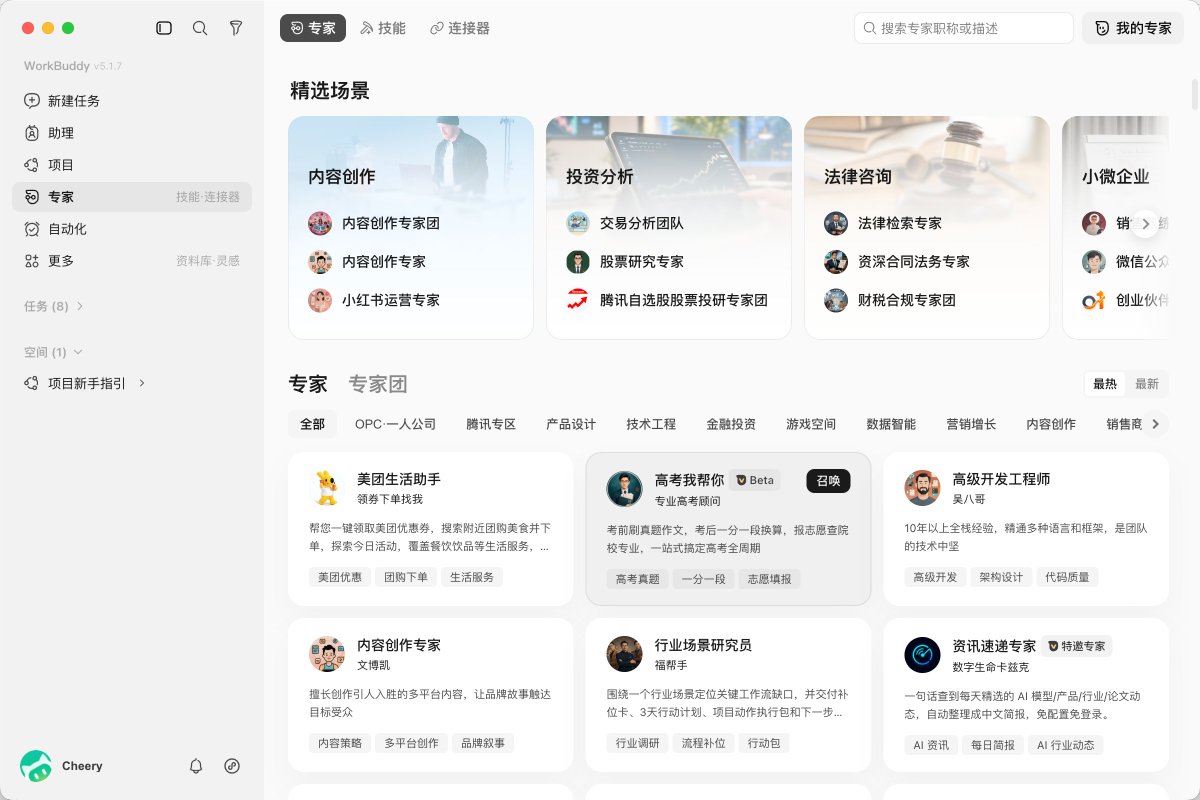 WorkBuddy v5.1.7
新建任务
助理
项目
专家 技能·连接器
自动化
更多 资料库·灵感
任务 (8)
空间 (1)
项目新手指引
Cheery
专家 技能 连接器
搜索专家职称或描述
我的专家
精选场景
内容创作
内容创作专家团
内容创作专家
小红书运营专家
投资分析
交易分析团队
股票研究专家
腾讯自选股股票投研专家团
法律咨询
法律检索专家
资深合同法务专家
财税合规专家团
小微企业
销售
微信公众
创业伙伴
专家 专家团
最热 最新
全部 OPC·一人公司 腾讯专区 产品设计 技术工程 金融投资 游戏空间 数据智能 营销增长 内容创作 销售商
美团生活助手
领券下单找我
帮您一键领取美团优惠券，搜索附近团购美食并下
单，探索今日活动，覆盖餐饮饮品等生活服务，...
美团优惠 团购下单 生活服务
高考我帮你 Beta
召唤
专业高考顾问
考前刷真题作文，考后一分一段换算，报志愿查院
校专业，一站式搞定高考全周期
高考真题 一分一段 志愿填报
高级开发工程师
吴八哥
10年以上全栈经验，精通多种语言和框架，是团队
的技术中坚
高级开发 架构设计 代码质量
内容创作专家
文博凯
擅长创作引人入胜的多平台内容，让品牌故事触达
目标受众
内容策略 多平台创作 品牌叙事
行业场景研究员
福帮手
围绕一个行业场景定位关键工作流缺口，并交付补
位卡、3天行动计划、项目动作执行包和下一步...
行业调研 流程补位 行动包
资讯速递专家 特邀专家
数字生命卡兹克
一句话查到每天精选的 AI 模型/产品/行业/论文动
态，自动整理成中文简报，免配置免登录。
AI 资讯 每日简报 AI 行业动态